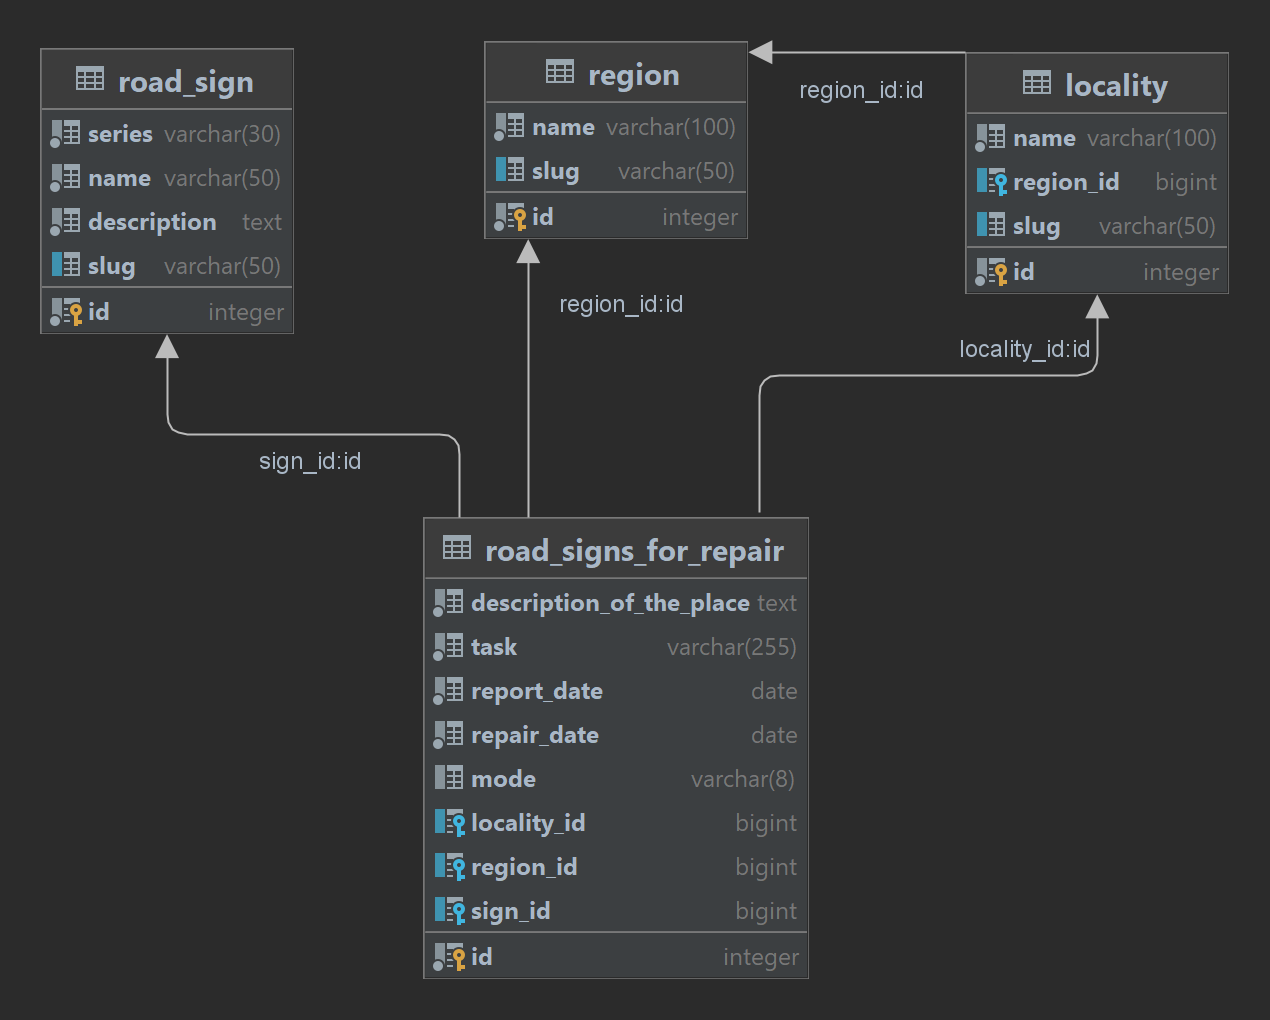 road_sign
series varchar(30)
name varchar(50)
description text
slug varchar(50)
id integer
region
name varchar(100)
slug varchar(50)
id integer
region_id:id
locality
name varchar(100)
region_id bigint
slug varchar(50)
id integer
region_id:id
locality_id:id
sign_id:id
road_signs_for_repair
description_of_the_place text
task varchar(255)
report_date date
repair_date date
mode varchar(8)
locality_id bigint
region_id bigint
sign_id bigint
id integer